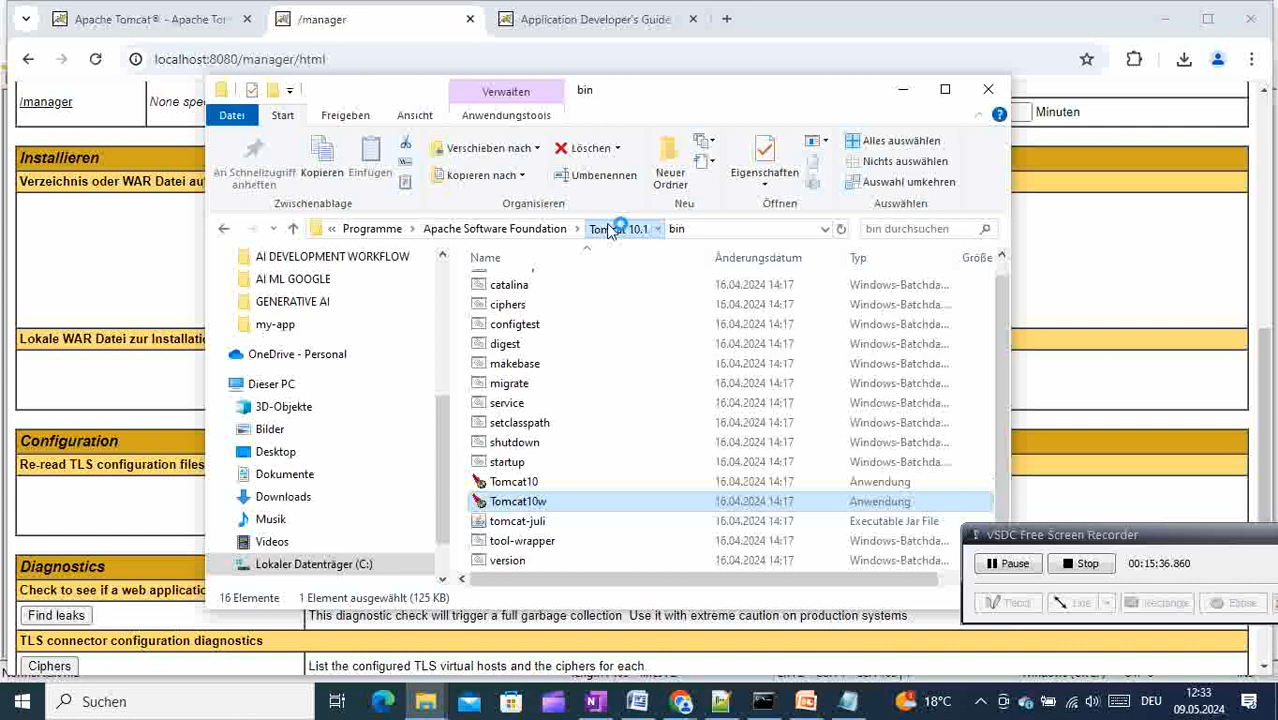 Apache Tomcat® - Apache Tor
/manager
Application Developer's Guide
localhost:8080/manager/html
/manager
None spe
Minuten
Installieren
Verzeichnis oder WAR Datei au
Lokale WAR Datei zur Installatio
Configuration
Re-read TLS configuration files
Diagnostics
Check to see if a web applicati
Find leaks
This diagnostic check will trigger a full garbage collection. Use it with extreme caution on production systems.
TLS connector configuration diagnostics
Ciphers
List the configured TLS virtual hosts and the ciphers for each.
Verwalten
bin
Datei
Start
Freigeben
Ansicht
Anwendungstools
An Schnellzugriff
anheften
Kopieren
Einfügen
Zwischenablage
Verschieben nach
Kopieren nach
Löschen
Umbenennen
Organisieren
Neuer
Ordner
Neu
Eigenschaften
Öffnen
Alles auswählen
Nichts auswählen
Auswahl umkehren
Auswählen
« Programme > Apache Software Foundation > Tomcat 10.1 bin
bin durchsuchen
AI DEVELOPMENT WORKFLOW
AI ML GOOGLE
GENERATIVE AI
my-app
OneDrive - Personal
Dieser PC
3D-Objekte
Bilder
Desktop
Dokumente
Downloads
Musik
Videos
Lokaler Datenträger (C:)
Name Änderungsdatum Typ Größe
catalina 16.04.2024 14:17 Windows-Batchda...
ciphers 16.04.2024 14:17 Windows-Batchda...
configtest 16.04.2024 14:17 Windows-Batchda...
digest 16.04.2024 14:17 Windows-Batchda...
makebase 16.04.2024 14:17 Windows-Batchda...
migrate 16.04.2024 14:17 Windows-Batchda...
service 16.04.2024 14:17 Windows-Batchda...
setclasspath 16.04.2024 14:17 Windows-Batchda...
shutdown 16.04.2024 14:17 Windows-Batchda...
startup 16.04.2024 14:17 Windows-Batchda...
Tomcat10 16.04.2024 14:17 Anwendung
Tomcat10w 16.04.2024 14:17 Anwendung
tomcat-juli 16.04.2024 14:17 Executable Jar File
tool-wrapper 16.04.2024 14:17 Windows-Batchda...
version 16.04.2024 14:17 Windows-Batchda...
16 Elemente 1 Element ausgewählt (125 KB)
VSDC Free Screen Recorder
Pause
Stop
00:15:36.860
Line
Rectangle
Ellipse
Suchen
18°C
DEU
12:33
09.05.2024